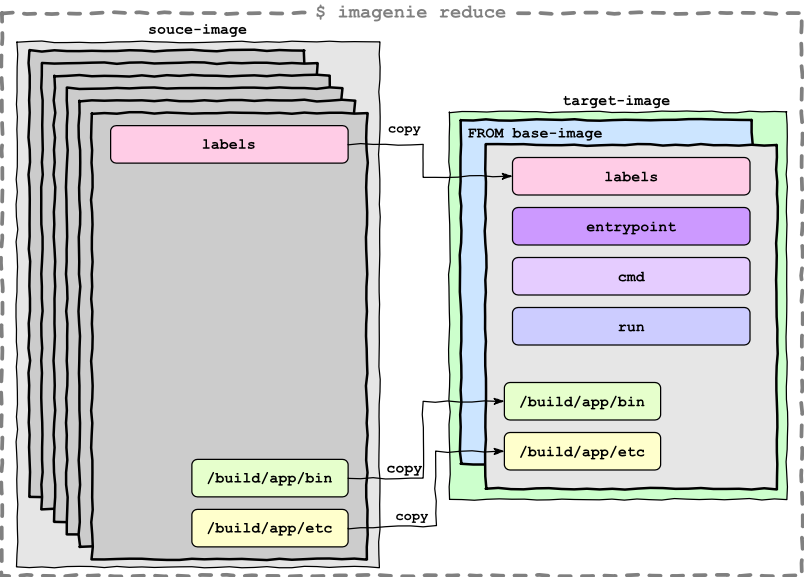 $ imagenie reduce
souce-image
labels
/build/app/bin
/build/app/etc
copy
copy
copy
target-image
FROM base-image
labels
entrypoint
cmd
run
/build/app/bin
/build/app/etc